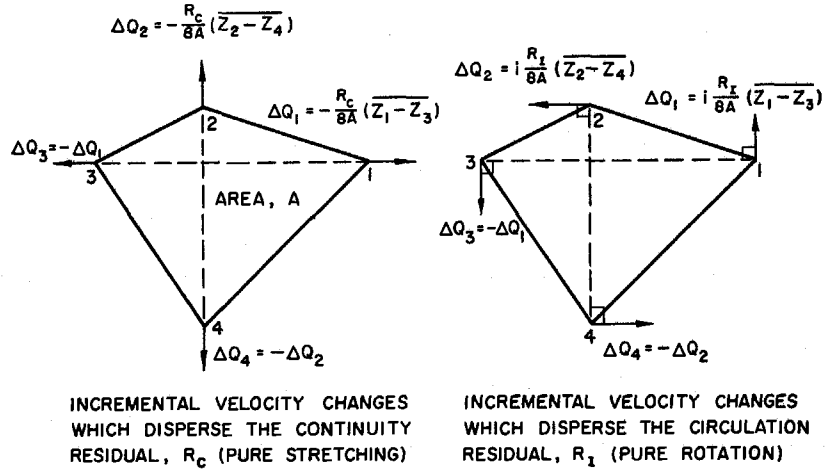 ΔQ₂ = - R_C/8A (Z₂ - Z₄)‾
ΔQ₁ = - R_C/8A (Z₁ - Z₃)‾
2
ΔQ₃ = -ΔQ₁
3
1
AREA, A
4
ΔQ₄ = -ΔQ₂
INCREMENTAL VELOCITY CHANGES
WHICH DISPERSE THE CONTINUITY
RESIDUAL, R_C (PURE STRETCHING)
ΔQ₂ = i R_I/8A (Z₂ - Z₄)‾
ΔQ₁ = i R_I/8A (Z₁ - Z₃)‾
2
3
1
ΔQ₃ = -ΔQ₁
4
ΔQ₄ = -ΔQ₂
INCREMENTAL VELOCITY CHANGES
WHICH DISPERSE THE CIRCULATION
RESIDUAL, R_I (PURE ROTATION)